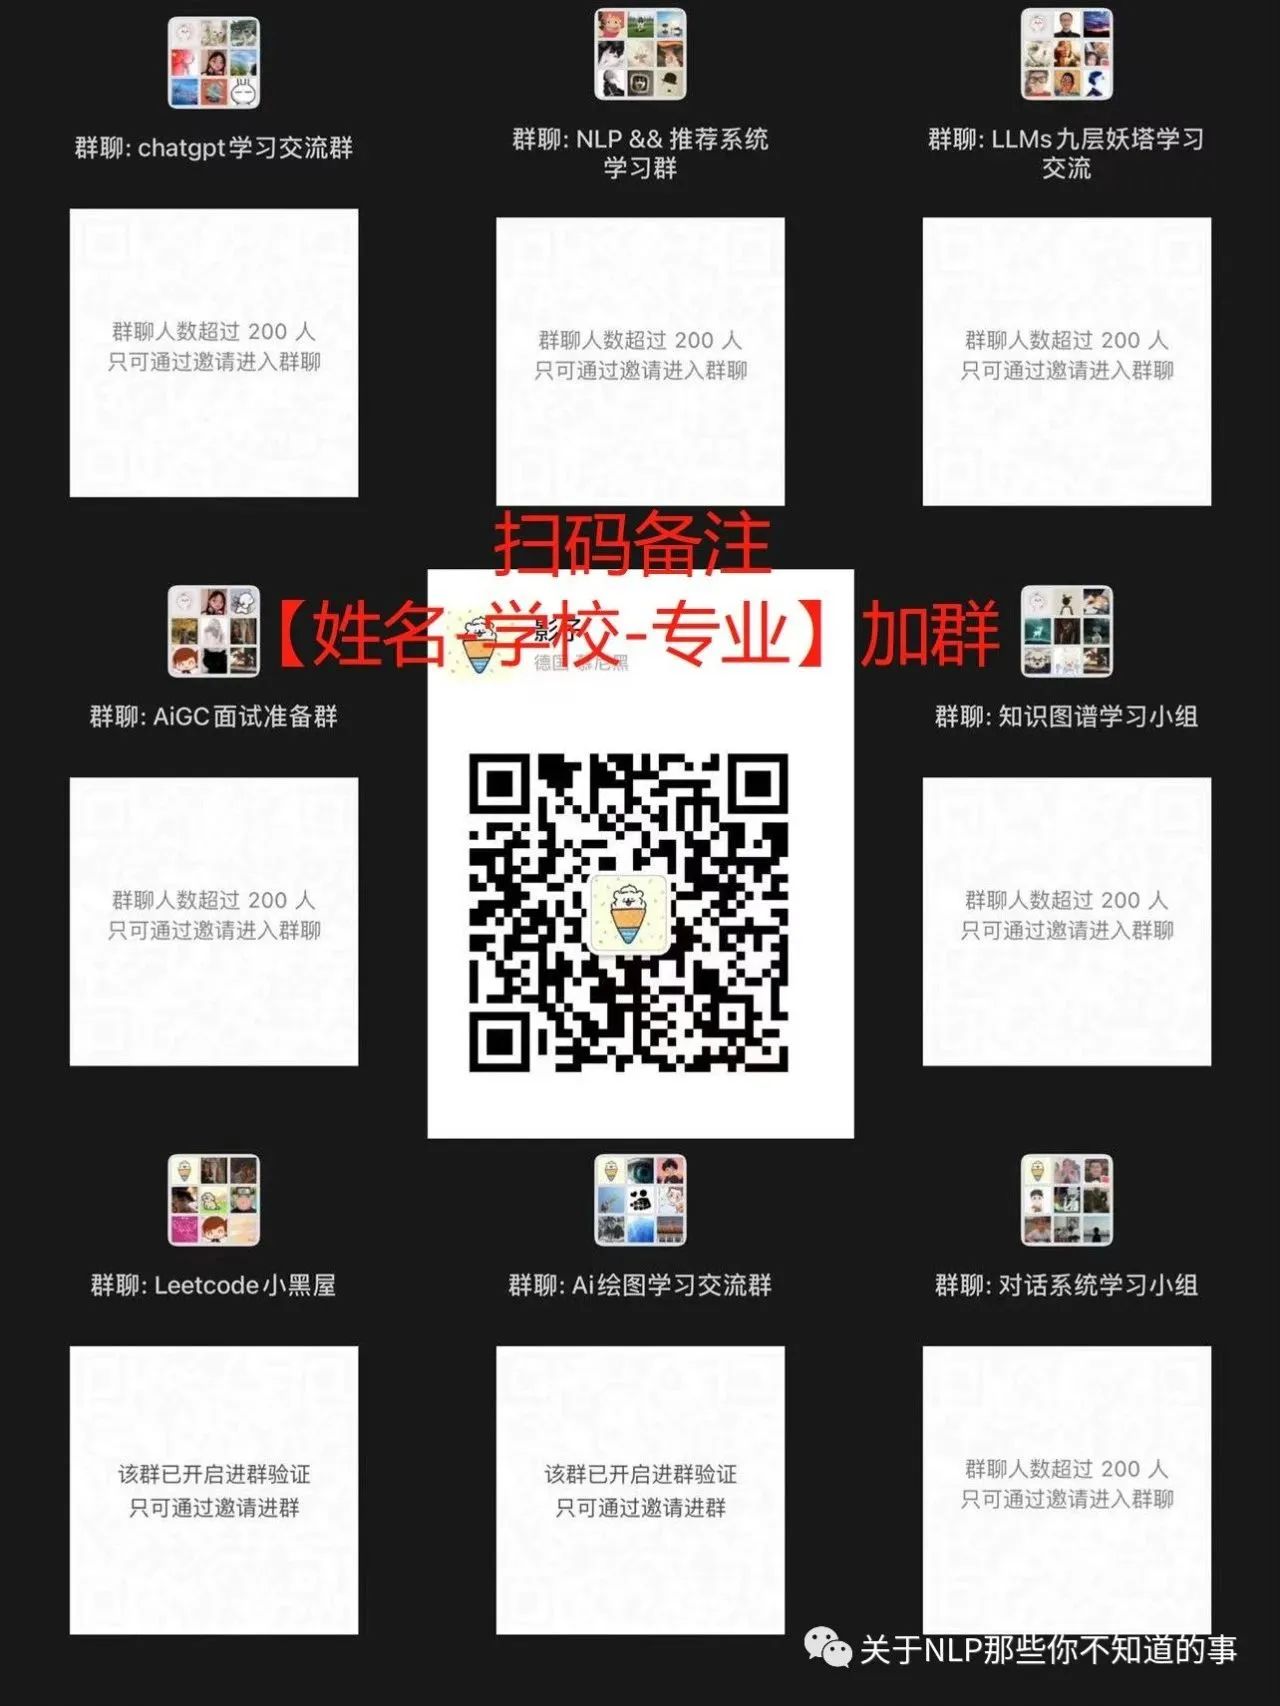 群聊: chatgpt学习交流群
群聊: NLP && 推荐系统
学习群
群聊: LLMs九层妖塔学习
交流
群聊人数超过 200 人
只可通过邀请进入群聊
群聊人数超过 200 人
只可通过邀请进入群聊
群聊人数超过 200 人
只可通过邀请进入群聊
扫码备注
【姓名-学校-专业】加群
影子
德国 慕尼黑
群聊: AiGC面试准备群
群聊: 知识图谱学习小组
群聊人数超过 200 人
只可通过邀请进入群聊
群聊人数超过 200 人
只可通过邀请进入群聊
群聊: Leetcode小黑屋
群聊: Ai绘图学习交流群
群聊: 对话系统学习小组
该群已开启进群验证
只可通过邀请进群
该群已开启进群验证
只可通过邀请进群
群聊人数超过 200 人
只可通过邀请进入群聊
关于NLP那些你不知道的事